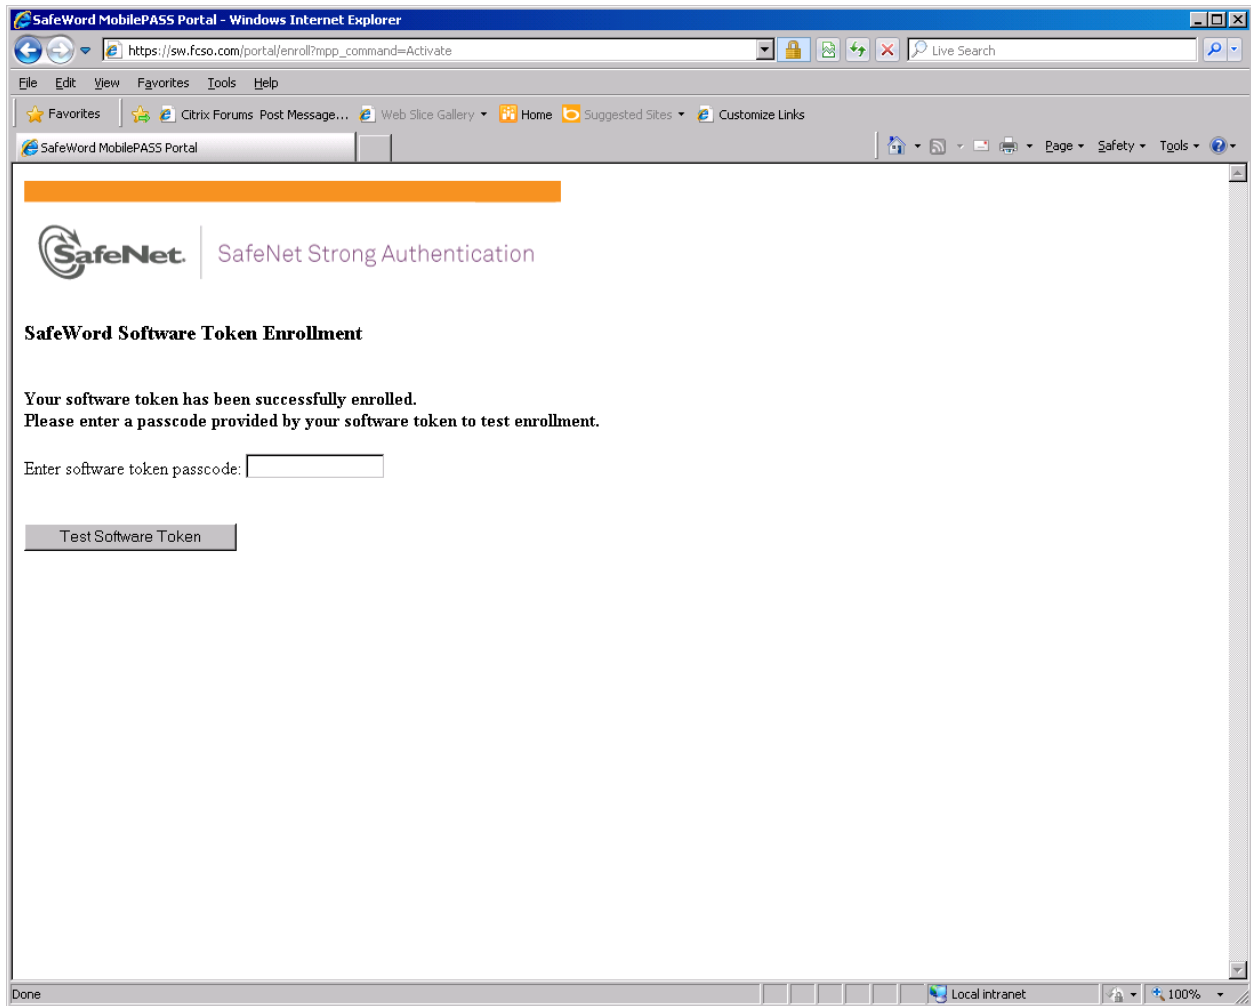 SafeWord MobilePASS Portal - Windows Internet Explorer
https://sw.fcso.com/portal/enroll?mpp_command=Activate
Live Search
File Edit View Favorites Tools Help
Favorites Citrix Forums Post Message... Web Slice Gallery Home Suggested Sites Customize Links
SafeWord MobilePASS Portal
Page Safety Tools
SafeNet. SafeNet Strong Authentication
SafeWord Software Token Enrollment
Your software token has been successfully enrolled.
Please enter a passcode provided by your software token to test enrollment.
Enter software token passcode:
Test Software Token
Done Local intranet 100%